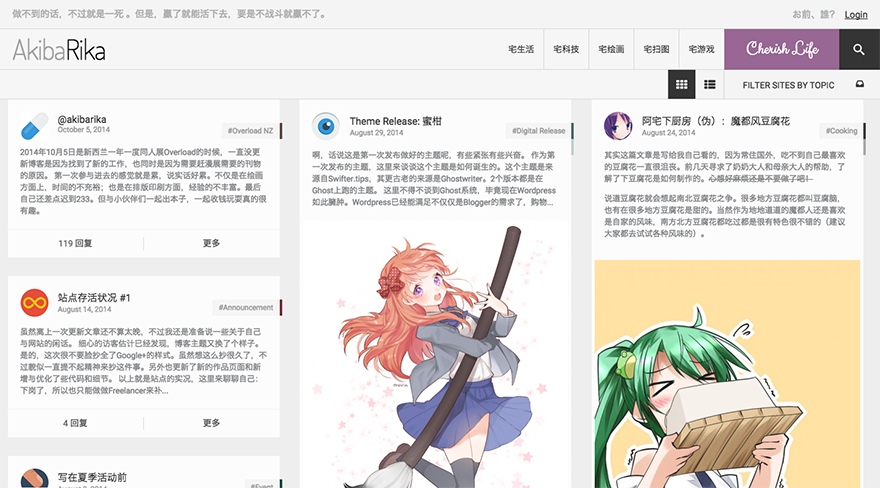 做不到的话，不过就是一死 。但是，赢了就能活下去，要是不战斗就赢不了。
お前、誰? Login
AkibaRika
宅生活 宅科技 宅绘画 宅扫图 宅游戏 Cherish Life
FILTER SITES BY TOPIC
@akibarika
October 5, 2014
#Overload NZ
2014年10月5日是新西兰一年一度同人展Overload的时候，一直没更
新博客是因为找到了新的工作，也同时是因为需要赶漫展需要的刊物
的原因。 第一次参与进去的感觉就是累，说实话好累。不仅是在绘画
方面上，时间的不充裕；也是在排版印刷方面，经验的不丰富。最后
自己还差点迟到233。但与小伙伴们一起出本子，一起收钱玩耍真的很
有趣。
119 回复 更多
站点存活状况 #1
August 14, 2014
#Announcement
虽然离上一次更新文章还不算太晚，不过我还是准备说一些关于自己
与网站的闲话。 细心的访客估计已经发现，博客主题又换了个样子。
是的，这次很不要脸抄全了Google+的样式。虽然想这么抄很久了，不
过貌似一直提不起精神来抄这件事。另外也更新了新的作品页面和新
增与优化了些代码和细节。 以上就是站点的实况，这里来聊聊自己：
下岗了，所以也只能做做Freelancer来补...
4 回复 更多
写在夏季活动前
#Event
Theme Release: 蜜柑
August 29, 2014
#Digital Release
啊，话说这是第一次发布做好的主题呢，有些紧张有些兴奋。 作为第
一次发布的主题，这里来谈谈这个主题是如何诞生的。这个主题是来
源自Swifter.tips，其更古老的来源是Ghostwriter。2个版本都是在
Ghost上跑的主题。 这里不得不谈到Ghost系统，毕竟现在Wordpress
如此臃肿。Wordpress已经能满足不仅仅是Blogger的需求了，购物...
阿宅下厨房（伪）：魔都风豆腐花
August 24, 2014
#Cooking
其实这篇文章是写给我自己看的，因为常住国外，吃不到自己最喜欢
的豆腐花一直很沮丧。前几天寻求了奶奶大人和母亲大人的帮助，了
解了下豆腐花是如何制作的。心想好麻烦还是不要做了吧！
说道豆腐花就会想起南北豆腐花之争。很多地方豆腐花叫豆腐脑，
也有在很多地方豆腐花是甜的。当然作为地地道道的魔都人还是喜欢
是自家的风味，南方北方豆腐花都吃过都是很有特色很不错的（建议
大家都去试试各种风味的）。